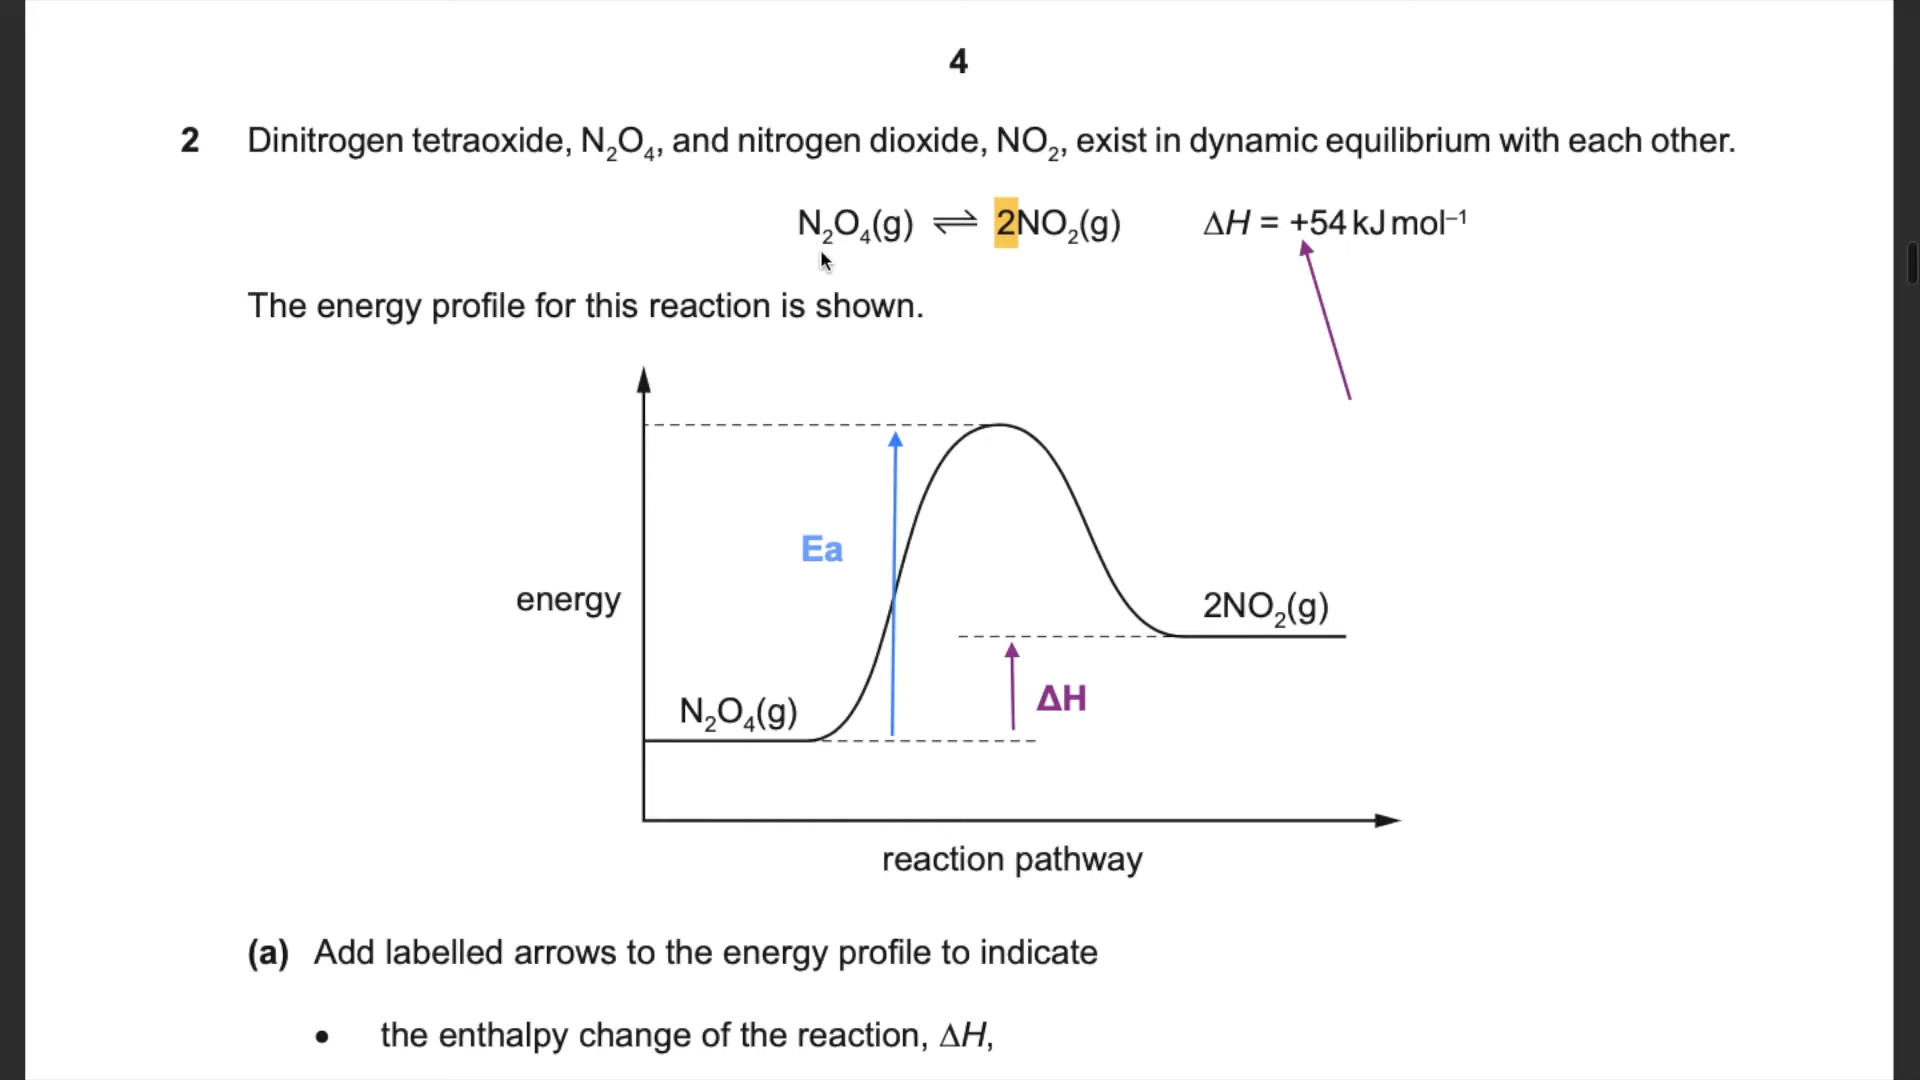 4
2 Dinitrogen tetraoxide, N₂O₄, and nitrogen dioxide, NO₂, exist in dynamic equilibrium with each other.
N₂O₄(g) ⇌ 2NO₂(g) ΔH = +54 kJ mol⁻¹
The energy profile for this reaction is shown.
Ea
energy
2NO₂(g)
ΔH
N₂O₄(g)
reaction pathway
(a) Add labelled arrows to the energy profile to indicate
• the enthalpy change of the reaction, ΔH,